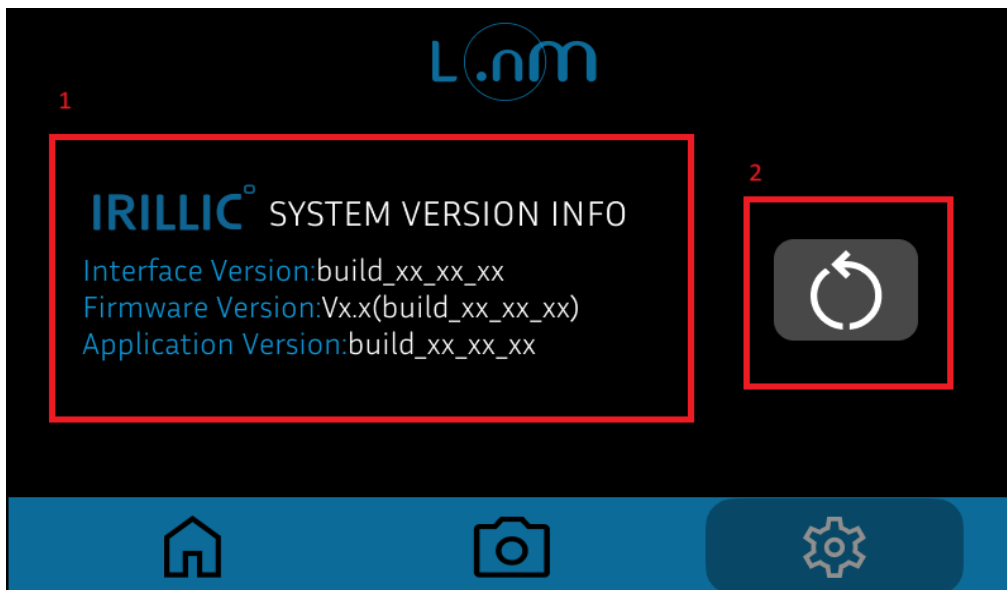 L.nm
1
IRILLIC° SYSTEM VERSION INFO
Interface Version:build_xx_xx_xx
Firmware Version:Vx.x(build_xx_xx_xx)
Application Version:build_xx_xx_xx
2